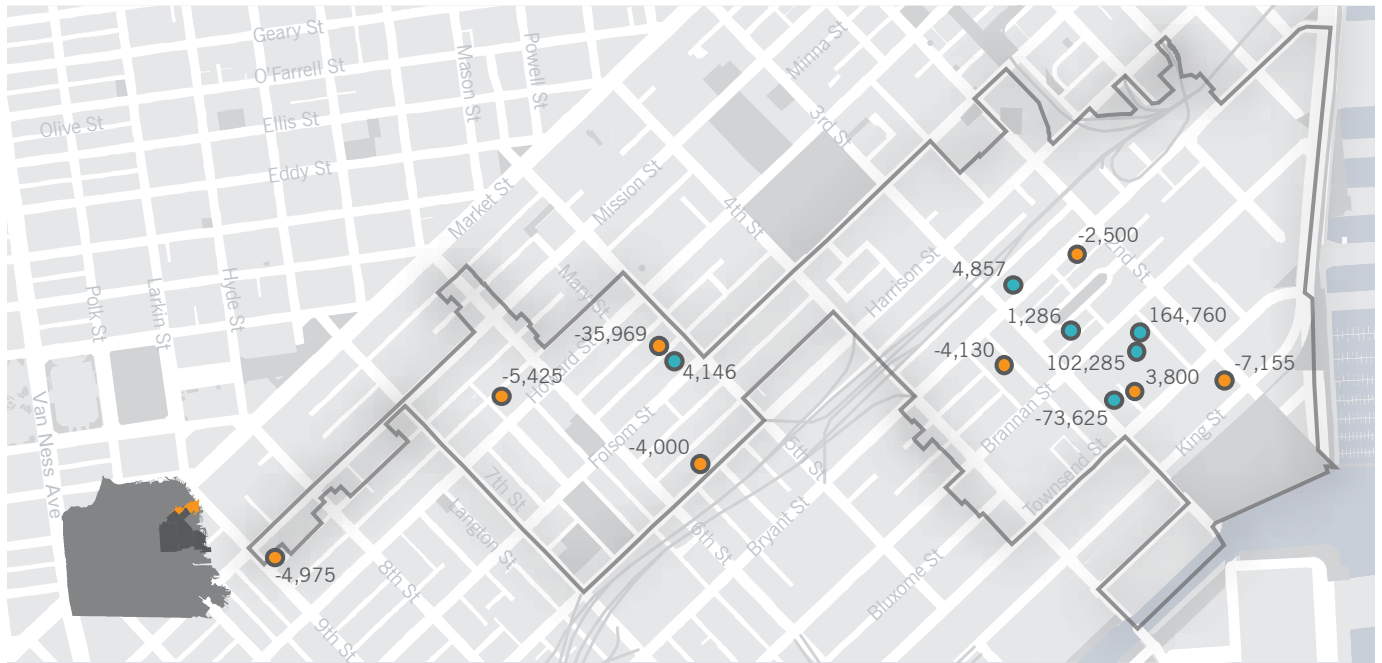 Geary St
O'Farrell St
Ellis St
Eddy St
Olive St
Mason St
Powell St
Minna St
3rd St
Mission St
Market St
4th St
Polk St
Larkin St
Hyde St
Mary St
Harrison St
2nd St
-2,500
4,857
1,286
164,760
102,285
-4,130
3,800
-7,155
-73,625
-35,969
4,146
Howard St
-5,425
Folsom St
-4,000
Brannan St
King St
Townsend St
Van Ness Ave
7th St
Langton St
5th St
6th St
Bryant St
Bluxome St
8th St
9th St
-4,975